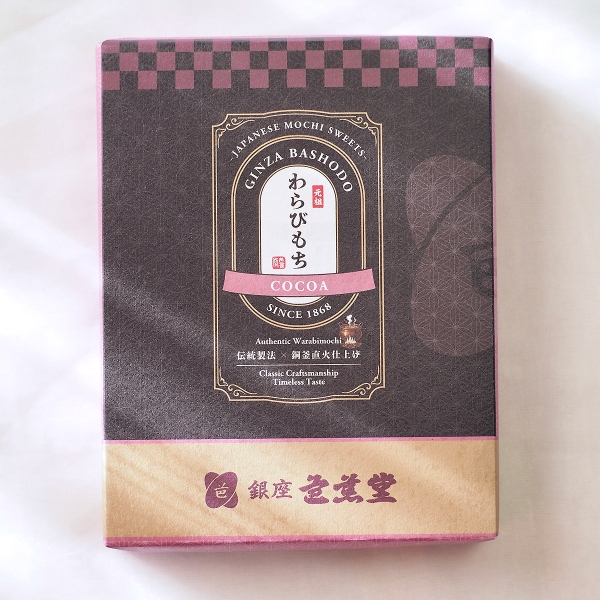 JAPANESE MOCHI SWEETS
GINZA BASHODO
元祖
わらびもち
COCOA
SINCE 1868
Authentic Warabimochi
伝統製法 × 銅釜直火仕上げ
Classic Craftsmanship
Timeless Taste
銀座 芭蕉堂